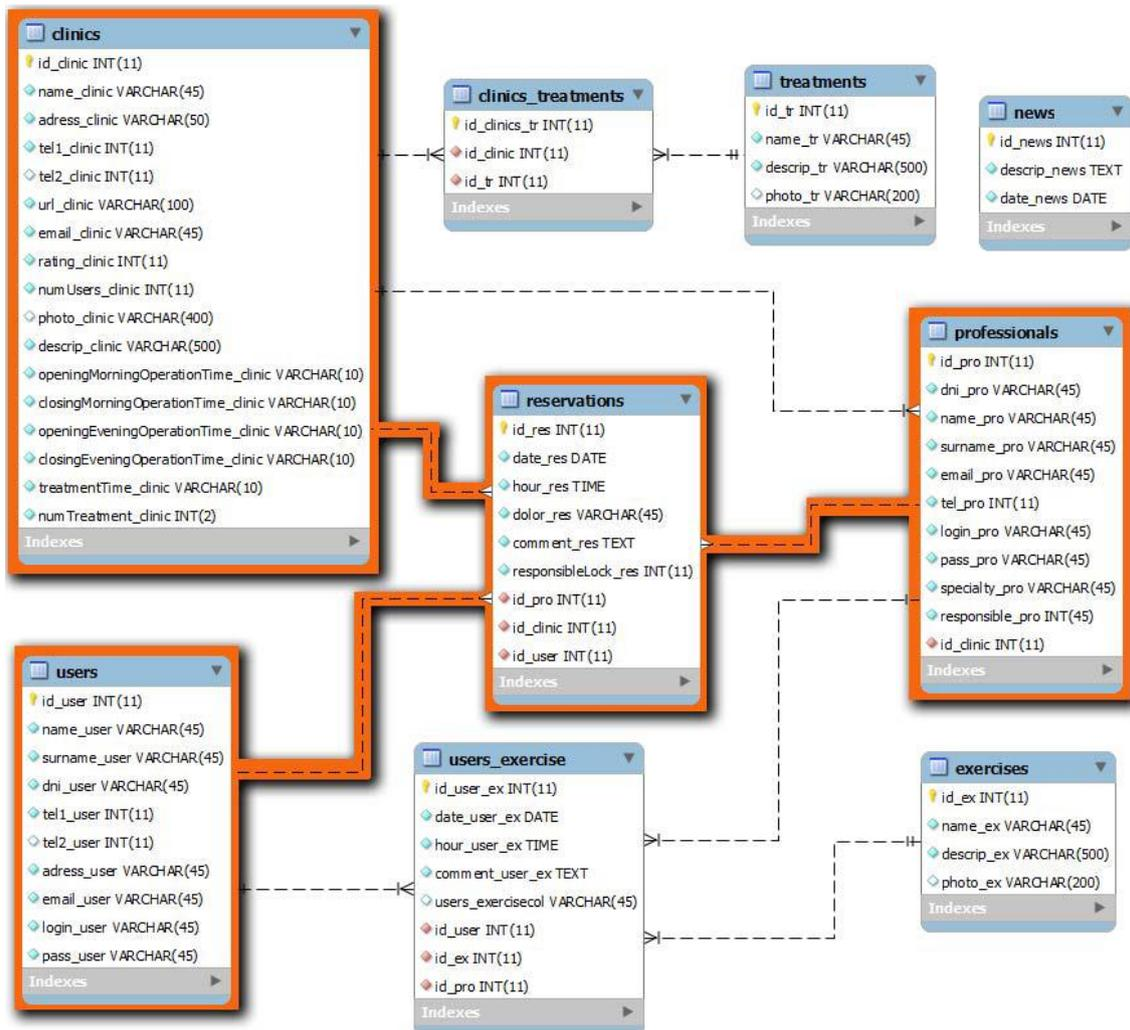 clinics
id_clinic INT(11)
name_clinic VARCHAR(45)
adress_clinic VARCHAR(50)
tel1_clinic INT(11)
tel2_clinic INT(11)
url_clinic VARCHAR(100)
email_clinic VARCHAR(45)
rating_clinic INT(11)
numUsers_clinic INT(11)
photo_clinic VARCHAR(400)
descrip_clinic VARCHAR(500)
openingMorningOperationTime_clinic VARCHAR(10)
closingMorningOperationTime_clinic VARCHAR(10)
openingEveningOperationTime_clinic VARCHAR(10)
closingEveningOperationTime_clinic VARCHAR(10)
treatmentTime_clinic VARCHAR(10)
numTreatment_clinic INT(2)
Indexes
clinics_treatments
id_clinics_tr INT(11)
id_clinic INT(11)
id_tr INT(11)
Indexes
treatments
id_tr INT(11)
name_tr VARCHAR(45)
descrip_tr VARCHAR(500)
photo_tr VARCHAR(200)
Indexes
news
id_news INT(11)
descrip_news TEXT
date_news DATE
Indexes
reservations
id_res INT(11)
date_res DATE
hour_res TIME
dolor_res VARCHAR(45)
comment_res TEXT
responsibleLock_res INT(11)
id_pro INT(11)
id_clinic INT(11)
id_user INT(11)
Indexes
professionals
id_pro INT(11)
dni_pro VARCHAR(45)
name_pro VARCHAR(45)
surname_pro VARCHAR(45)
email_pro VARCHAR(45)
tel_pro INT(11)
login_pro VARCHAR(45)
pass_pro VARCHAR(45)
specialty_pro VARCHAR(45)
responsible_pro INT(45)
id_clinic INT(11)
Indexes
users
id_user INT(11)
name_user VARCHAR(45)
surname_user VARCHAR(45)
dni_user VARCHAR(45)
tel1_user INT(11)
tel2_user INT(11)
adress_user VARCHAR(45)
email_user VARCHAR(45)
login_user VARCHAR(45)
pass_user VARCHAR(45)
Indexes
users_exercise
id_user_ex INT(11)
date_user_ex DATE
hour_user_ex TIME
comment_user_ex TEXT
users_exercisecol VARCHAR(45)
id_user INT(11)
id_ex INT(11)
id_pro INT(11)
Indexes
exercises
id_ex INT(11)
name_ex VARCHAR(45)
descrip_ex VARCHAR(500)
photo_ex VARCHAR(200)
Indexes